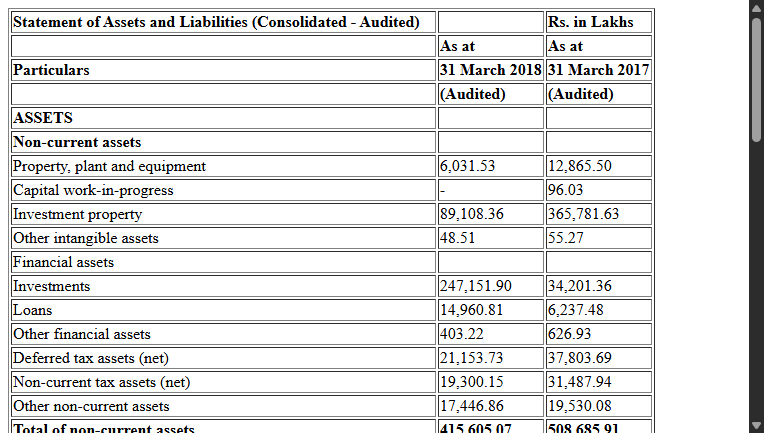 Statement of Assets and Liabilities (Consolidated - Audited) Rs. in Lakhs
As at As at
Particulars 31 March 2018 31 March 2017
(Audited) (Audited)
ASSETS
Non-current assets
Property, plant and equipment 6,031.53 12,865.50
Capital work-in-progress - 96.03
Investment property 89,108.36 365,781.63
Other intangible assets 48.51 55.27
Financial assets
Investments 247,151.90 34,201.36
Loans 14,960.81 6,237.48
Other financial assets 403.22 626.93
Deferred tax assets (net) 21,153.73 37,803.69
Non-current tax assets (net) 19,300.15 31,487.94
Other non-current assets 17,446.86 19,530.08
Total of non-current assets 415,605.07 508,685.91